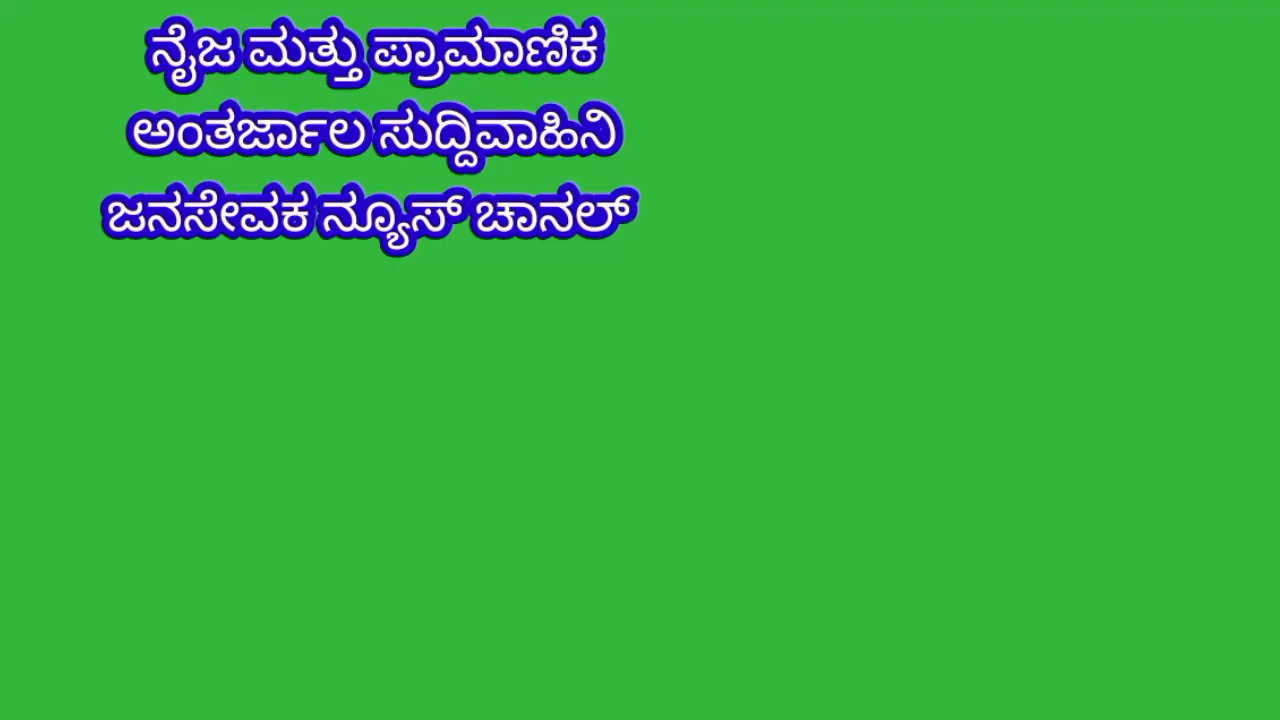 ನೈಜ ಮತ್ತು ಪ್ರಾಮಾಣಿಕ
ಅಂತರ್ಜಾಲ ಸುದ್ದಿವಾಹಿನಿ
ಜನಸೇವಕ ನ್ಯೂಸ್ ಚಾನಲ್